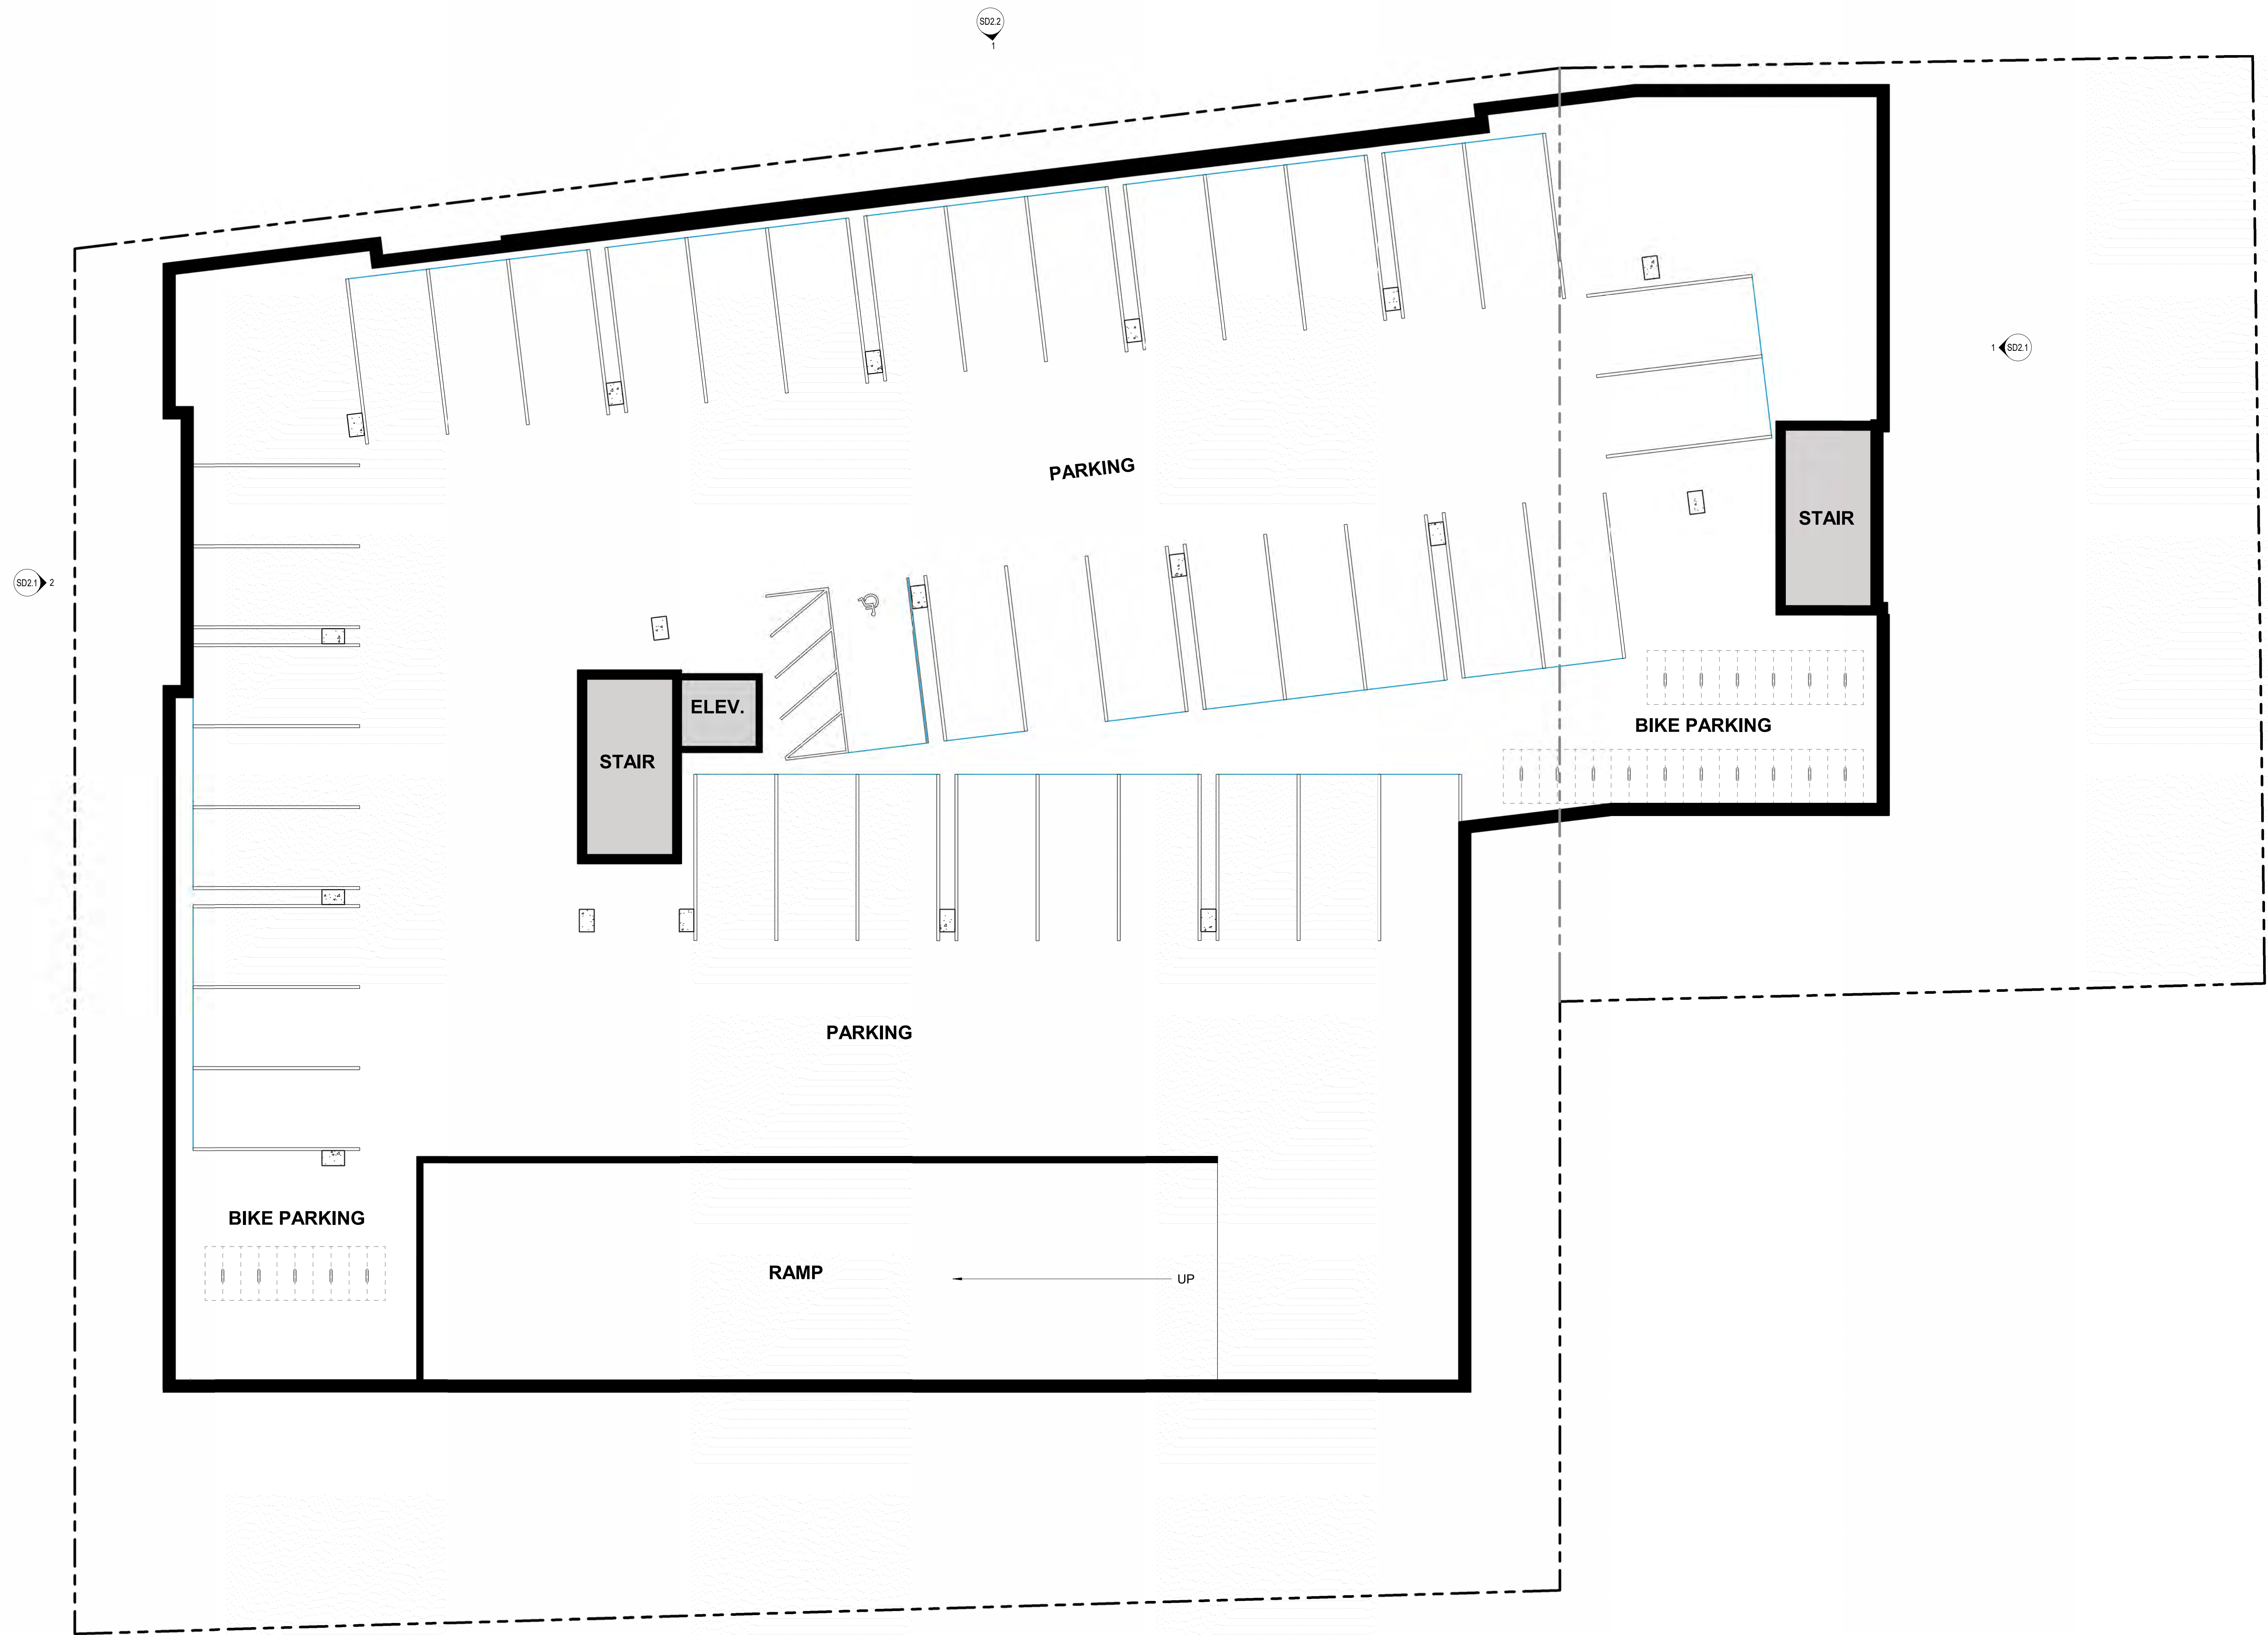 SD2.2
1
1 SD2.1
PARKING
STAIR
SD2.1 2
ELEV.
BIKE PARKING
STAIR
PARKING
BIKE PARKING
RAMP
UP